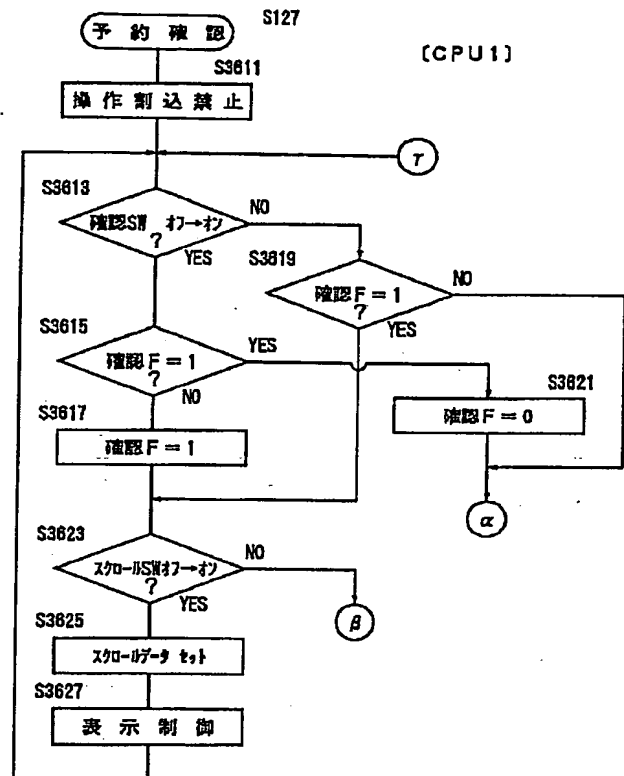 S127
予約確認
〔CPU1〕
S3611
操作割込禁止
γ
S3613
確認SW オフ→オン
?
NO
YES
S3619
確認F=1
?
NO
YES
S3615
確認F=1
?
YES
NO
S3621
確認F=0
S3617
確認F=1
α
S3623
スクロールSWオフ→オン
?
NO
YES
β
S3625
スクロールデータ セット
S3627
表示制御